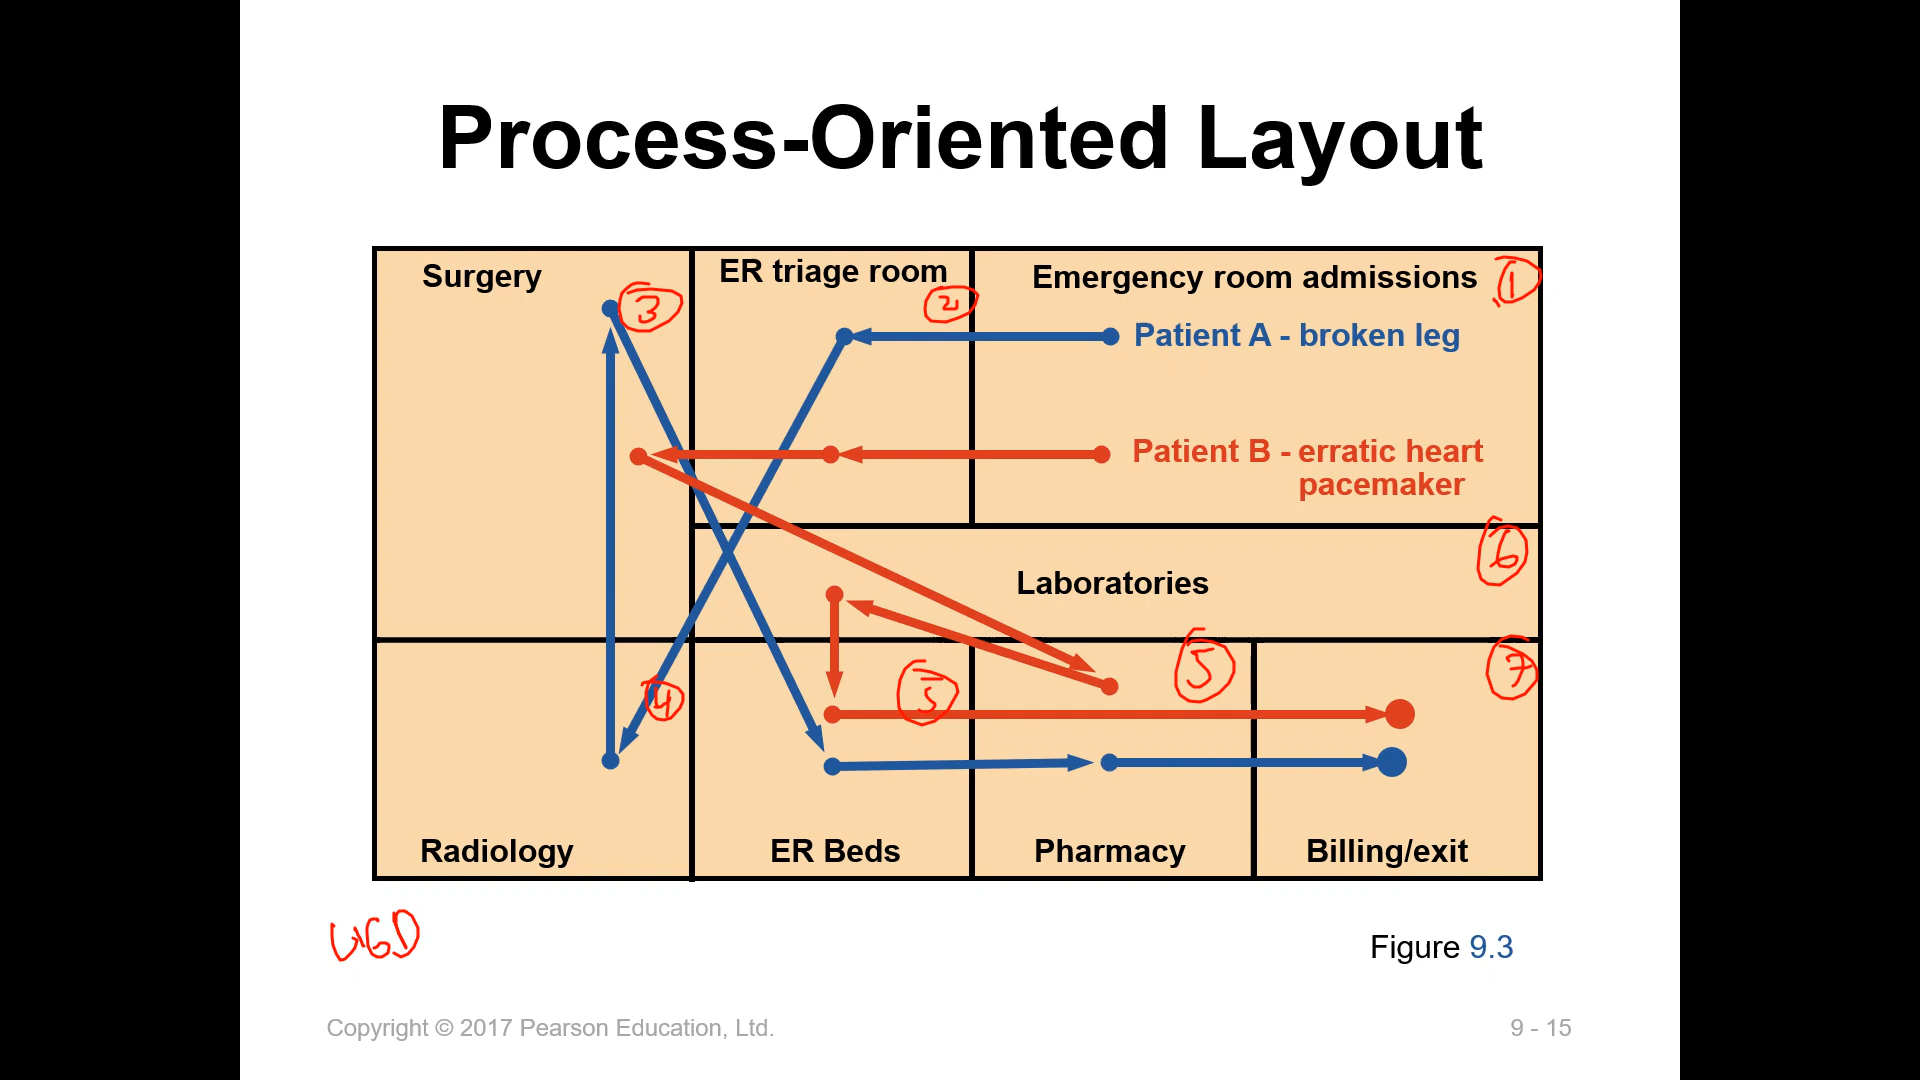 Process-Oriented Layout
Surgery
ER triage room
Emergency room admissions
1
3
2
Patient A - broken leg
Patient B - erratic heart
pacemaker
6
Laboratories
4
5
7
Radiology
ER Beds
Pharmacy
Billing/exit
UGD
Figure 9.3
Copyright © 2017 Pearson Education, Ltd.
9 - 15